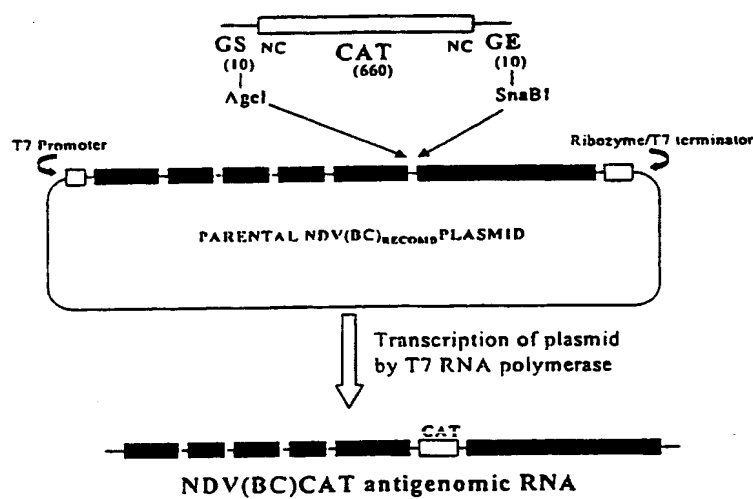 GS NC CAT NC GE
(10) (660) (10)
AgeI SnaBI
T7 Promoter
Ribozyme/T7 terminator
PARENTAL NDV(BC)RECOMB PLASMID
Transcription of plasmid
by T7 RNA polymerase
CAT
NDV(BC)CAT antigenomic RNA